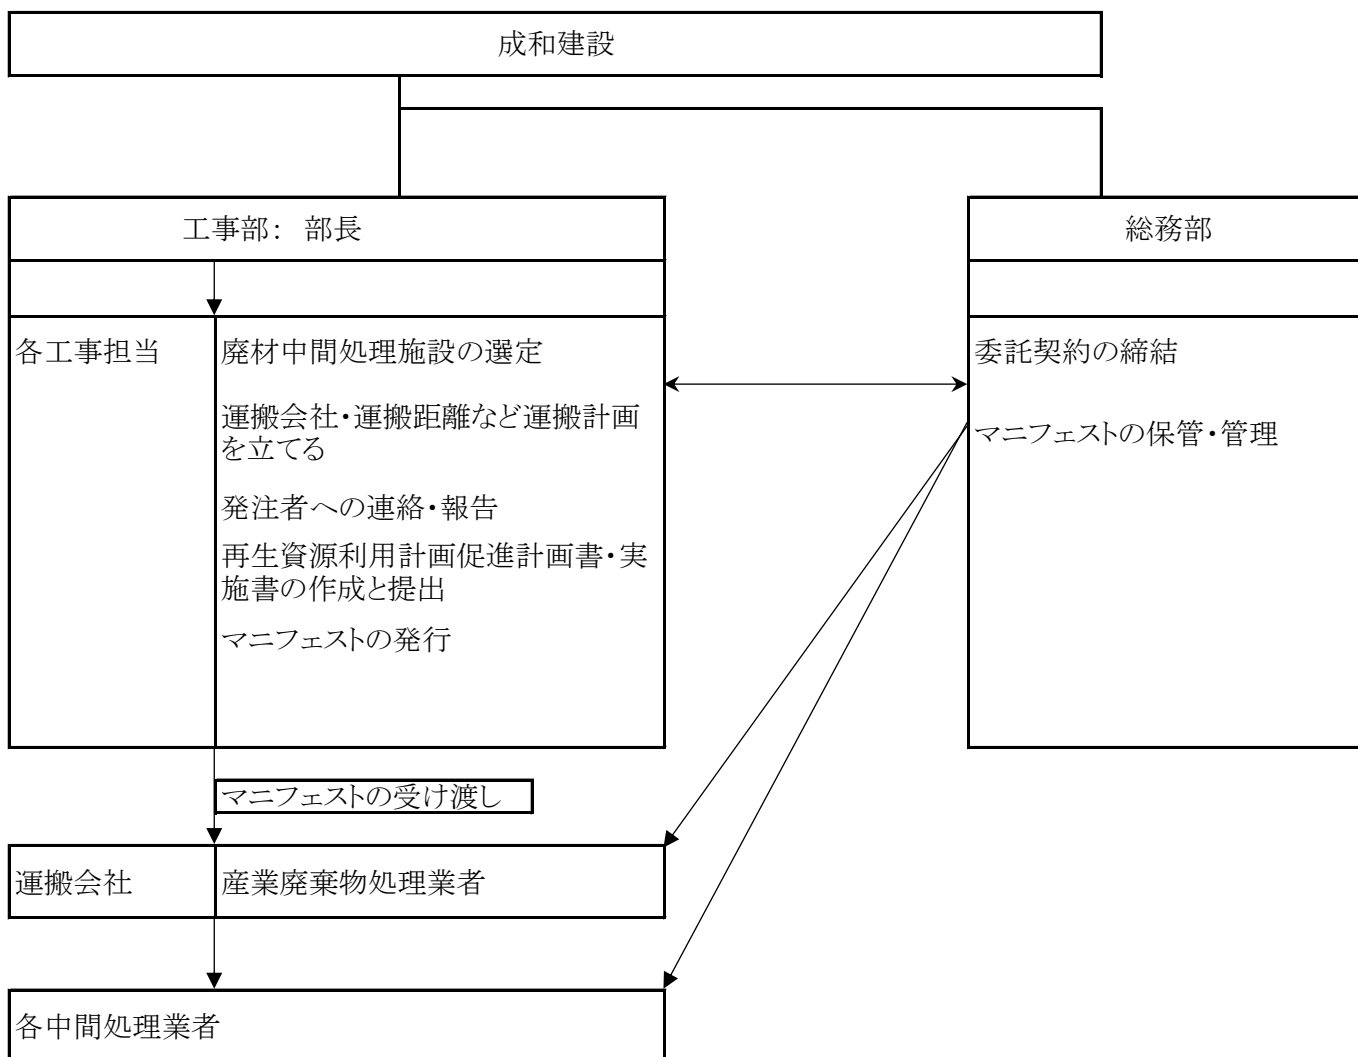 成和建設
工事部： 部長
総務部
各工事担当
廃材中間処理施設の選定
運搬会社・運搬距離など運搬計画
を立てる
発注者への連絡・報告
再生資源利用計画促進計画書・実
施書の作成と提出
マニフェストの発行
委託契約の締結
マニフェストの保管・管理
マニフェストの受け渡し
運搬会社
産業廃棄物処理業者
各中間処理業者